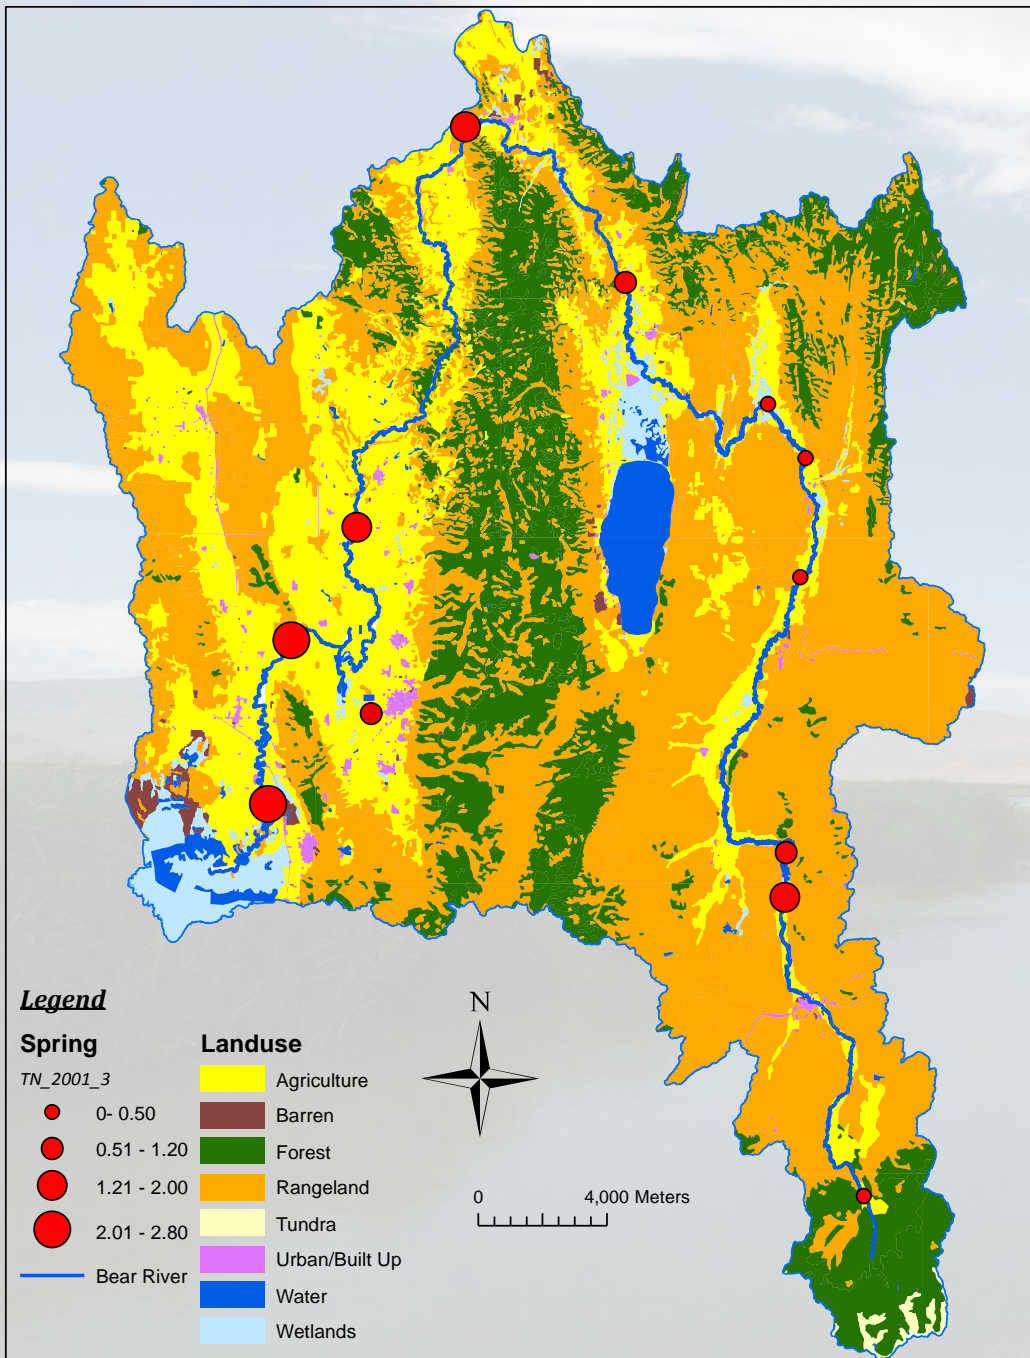 N
Legend
Spring
TN_2001_3
0- 0.50
0.51 - 1.20
1.21 - 2.00
2.01 - 2.80
Bear River
Landuse
Agriculture
Barren
Forest
Rangeland
Tundra
Urban/Built Up
Water
Wetlands
0 4,000 Meters